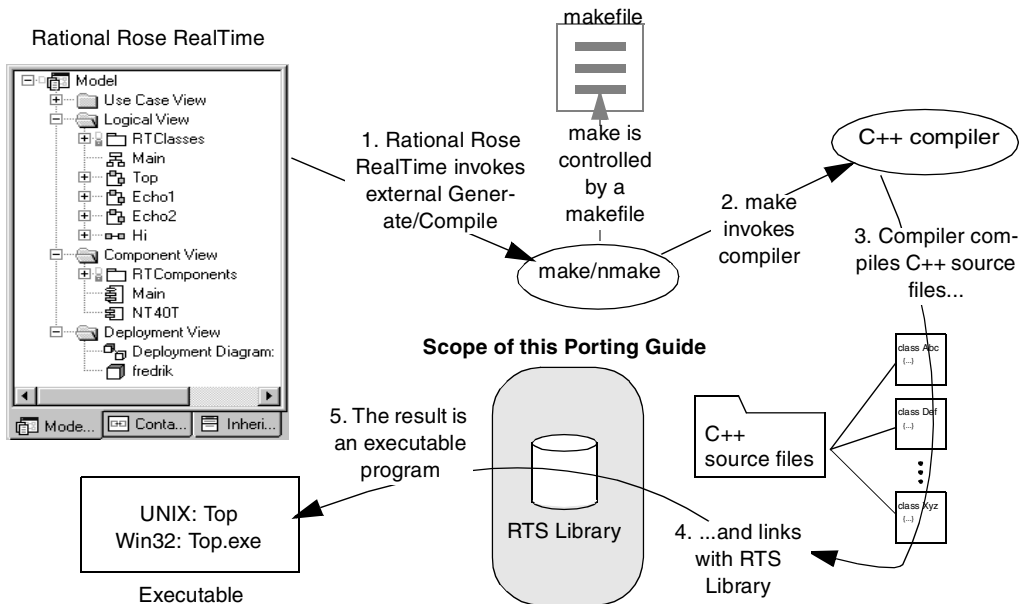 Rational Rose RealTime
Model
Use Case View
Logical View
RTClasses
Main
Top
Echo1
Echo2
Hi
Component View
RTComponents
Main
NT40T
Deployment View
Deployment Diagram:
fredrik
Mode...
Conta...
Inheri...
1. Rational Rose
RealTime invokes
external Gener-
ate/Compile
makefile
make is
controlled
by a
makefile
make/nmake
2. make
invokes
compiler
C++ compiler
3. Compiler com-
piles C++ source
files...
class Abc
{...}
class Def
{...}
class Xyz
{...}
C++
source files
Scope of this Porting Guide
RTS Library
4. ...and links
with RTS
Library
5. The result is
an executable
program
UNIX: Top
Win32: Top.exe
Executable